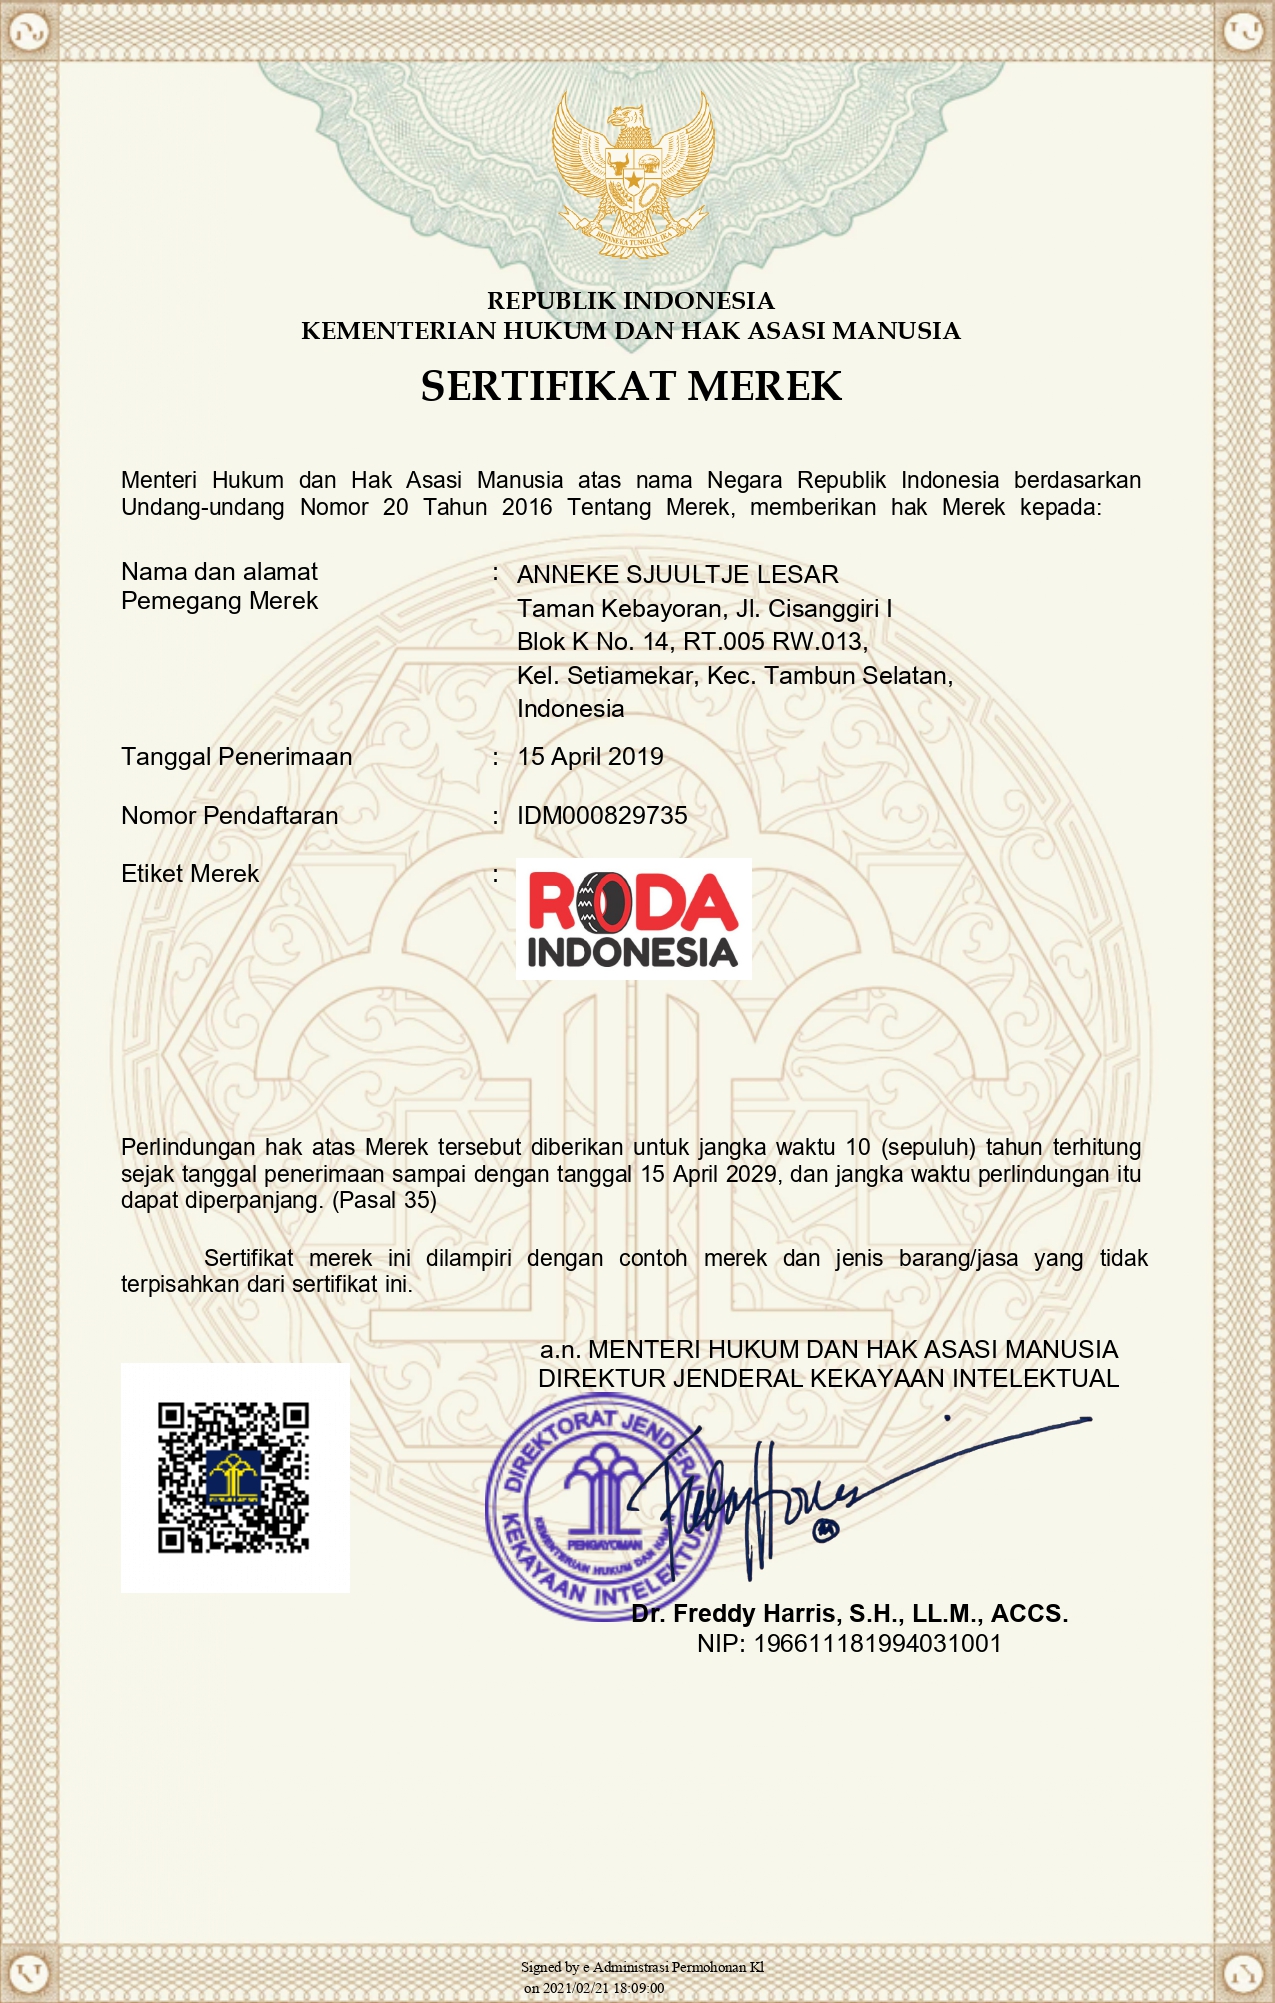 BHINNEKA TUNGGAL IKA
REPUBLIK INDONESIA
KEMENTERIAN HUKUM DAN HAK ASASI MANUSIA
SERTIFIKAT MEREK
Menteri Hukum dan Hak Asasi Manusia atas nama Negara Republik Indonesia berdasarkan
Undang-undang Nomor 20 Tahun 2016 Tentang Merek, memberikan hak Merek kepada:
Nama dan alamat : ANNEKE SJUULTJE LESAR
Pemegang Merek Taman Kebayoran, Jl. Cisanggiri I
Blok K No. 14, RT.005 RW.013,
Kel. Setiamekar, Kec. Tambun Selatan,
Indonesia
Tanggal Penerimaan : 15 April 2019
Nomor Pendaftaran : IDM000829735
Etiket Merek :
RODA
INDONESIA
Perlindungan hak atas Merek tersebut diberikan untuk jangka waktu 10 (sepuluh) tahun terhitung
sejak tanggal penerimaan sampai dengan tanggal 15 April 2029, dan jangka waktu perlindungan itu
dapat diperpanjang. (Pasal 35)
Sertifikat merek ini dilampiri dengan contoh merek dan jenis barang/jasa yang tidak
terpisahkan dari sertifikat ini.
a.n. MENTERI HUKUM DAN HAK ASASI MANUSIA
DIREKTUR JENDERAL KEKAYAAN INTELEKTUAL
DIREKTORAT JENDERAL
KEKAYAAN INTELEKTUAL
PENGAYOMAN
KEMENTERIAN HUKUM DAN HAM
Dr. Freddy Harris, S.H., LL.M., ACCS.
NIP: 196611181994031001
Signed by e Administrasi Permohonan KI
on 2021/02/21 18:09:00